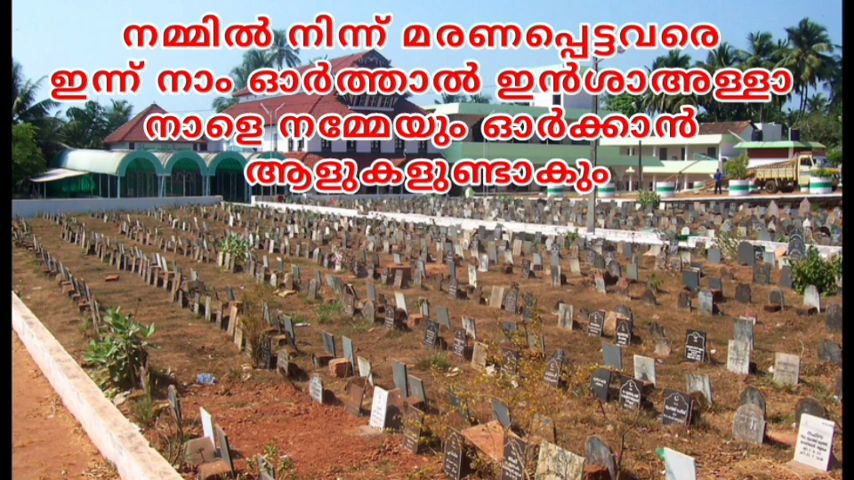 നമ്മിൽ നിന്ന് മരണപ്പെട്ടവരെ
ഇന്ന് നാം ഓർത്താൽ ഇൻശാഅള്ളാ
നാളെ നമ്മേയും ഓർക്കാൻ
ആളുകളുണ്ടാകും